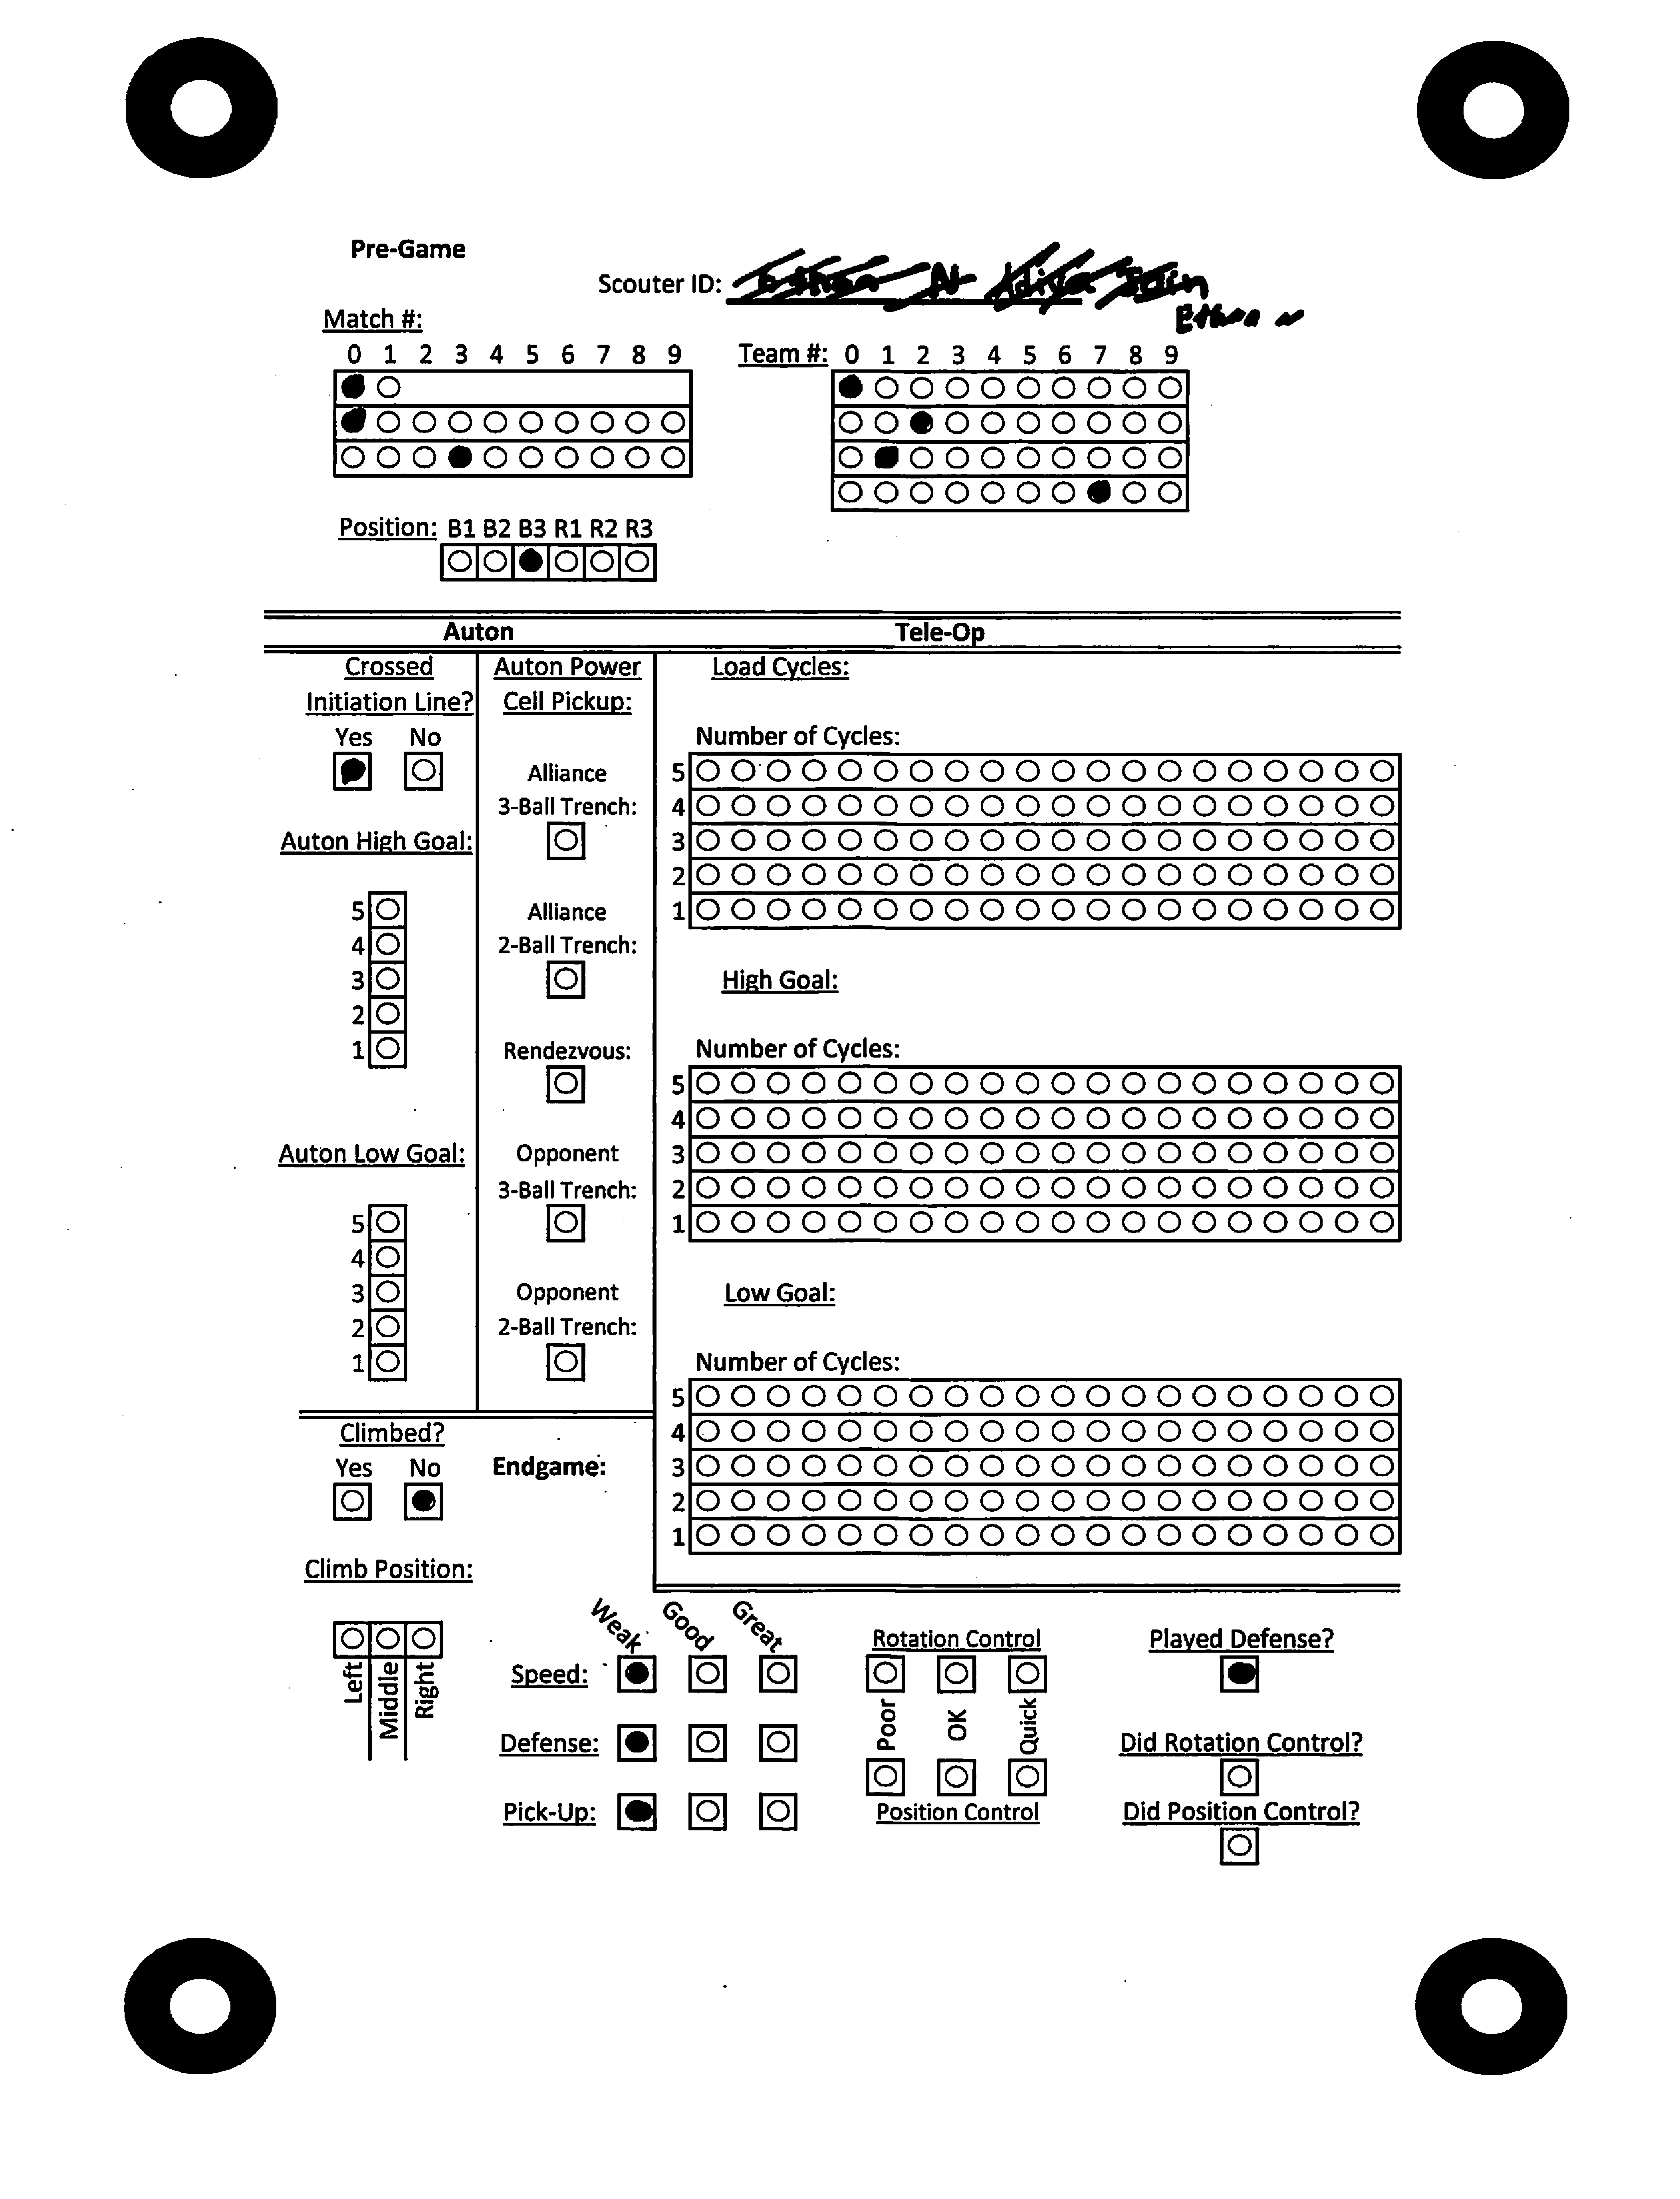 Pre-Game
Scouter ID:
Match #:
0 1 2 3 4 5 6 7 8 9
Team #: 0 1 2 3 4 5 6 7 8 9
Position: B1 B2 B3 R1 R2 R3
Auton
Tele-Op
Crossed
Initiation Line?
Yes No
Auton High Goal:
5
4
3
2
1
Auton Low Goal:
5
4
3
2
1
Auton Power
Cell Pickup:
Alliance
3-Ball Trench:
Alliance
2-Ball Trench:
Rendezvous:
Opponent
3-Ball Trench:
Opponent
2-Ball Trench:
Load Cycles:
Number of Cycles:
5
4
3
2
1
High Goal:
Number of Cycles:
5
4
3
2
1
Low Goal:
Number of Cycles:
5
4
3
2
1
Climbed?
Yes No
Endgame:
Climb Position:
Left
Middle
Right
Weak Good Great
Speed:
Defense:
Pick-Up:
Rotation Control
Poor OK Quick
Position Control
Played Defense?
Did Rotation Control?
Did Position Control?